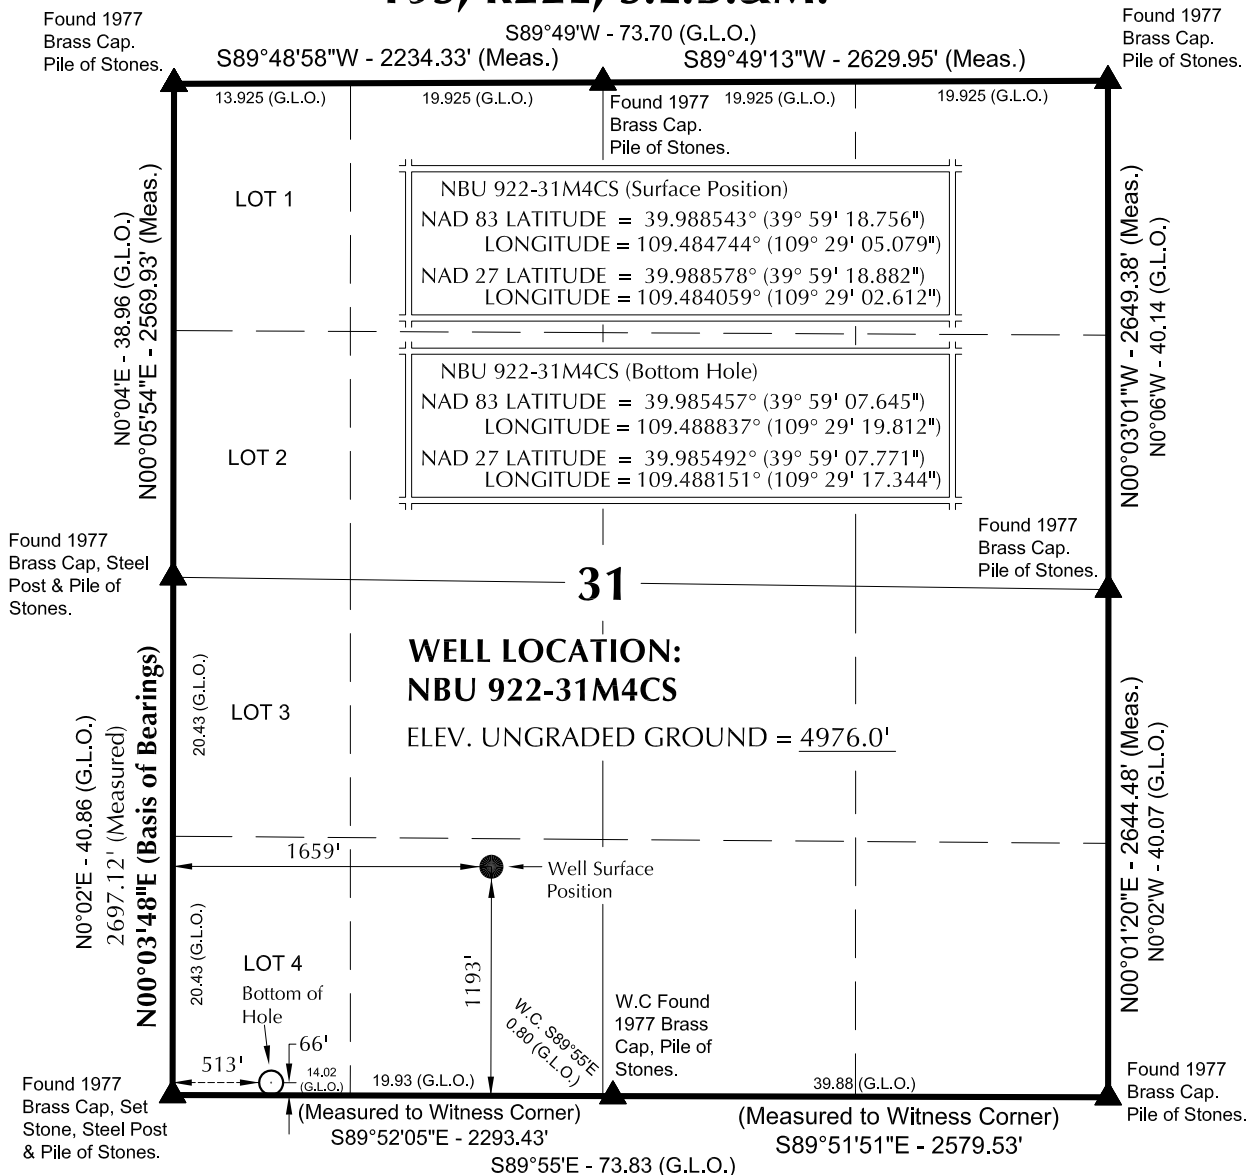 T9S, R22E, S.L.B.&M.
Found 1977
Brass Cap.
Pile of Stones.
S89°49'W - 73.70 (G.L.O.)
S89°48'58"W - 2234.33' (Meas.)
S89°49'13"W - 2629.95' (Meas.)
Found 1977
Brass Cap.
Pile of Stones.
13.925 (G.L.O.)
19.925 (G.L.O.)
Found 1977
Brass Cap.
Pile of Stones.
19.925 (G.L.O.)
19.925 (G.L.O.)
LOT 1
NBU 922-31M4CS (Surface Position)
NAD 83 LATITUDE = 39.988543° (39° 59' 18.756")
LONGITUDE = 109.484744° (109° 29' 05.079")
NAD 27 LATITUDE = 39.988578° (39° 59' 18.882")
LONGITUDE = 109.484059° (109° 29' 02.612")
N0°04'E - 38.96 (G.L.O.)
N00°05'54"E - 2569.93' (Meas.)
N00°03'01"W - 2649.38' (Meas.)
N0°06'W - 40.14 (G.L.O.)
NBU 922-31M4CS (Bottom Hole)
NAD 83 LATITUDE = 39.985457° (39° 59' 07.645")
LONGITUDE = 109.488837° (109° 29' 19.812")
NAD 27 LATITUDE = 39.985492° (39° 59' 07.771")
LONGITUDE = 109.488151° (109° 29' 17.344")
LOT 2
Found 1977
Brass Cap, Steel
Post & Pile of
Stones.
Found 1977
Brass Cap.
Pile of Stones.
31
WELL LOCATION:
NBU 922-31M4CS
ELEV. UNGRADED GROUND = 4976.0'
LOT 3
20.43 (G.L.O.)
N0°02'E - 40.86 (G.L.O.)
2697.12' (Measured)
N00°03'48"E (Basis of Bearings)
N00°01'20"E - 2644.48' (Meas.)
N0°02'W - 40.07 (G.L.O.)
1659'
Well Surface
Position
20.43 (G.L.O.)
LOT 4
Bottom of
Hole
1193'
W.C. S89°55'E
0.80 (G.L.O.)
W.C Found
1977 Brass
Cap, Pile of
Stones.
513'
66'
14.02
(G.L.O.)
19.93 (G.L.O.)
39.88 (G.L.O.)
Found 1977
Brass Cap, Set
Stone, Steel Post
& Pile of Stones.
Found 1977
Brass Cap.
Pile of Stones.
(Measured to Witness Corner)
S89°52'05"E - 2293.43'
(Measured to Witness Corner)
S89°51'51"E - 2579.53'
S89°55'E - 73.83 (G.L.O.)